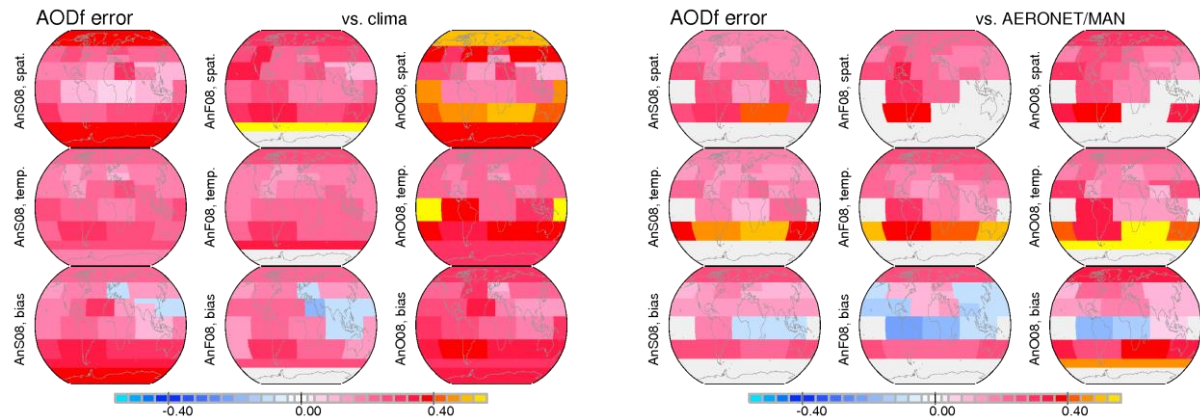 AODf error vs. clima
AnS08, spat.
AnF08, spat.
AnO08, spat.
AnS08, temp.
AnF08, temp.
AnO08, temp.
AnS08, bias
AnF08, bias
AnO08, bias
-0.40 0.00 0.40
AODf error vs. AERONET/MAN
AnS08, spat.
AnF08, spat.
AnO08, spat.
AnS08, temp.
AnF08, temp.
AnO08, temp.
AnS08, bias
AnF08, bias
AnO08, bias
-0.40 0.00 0.40